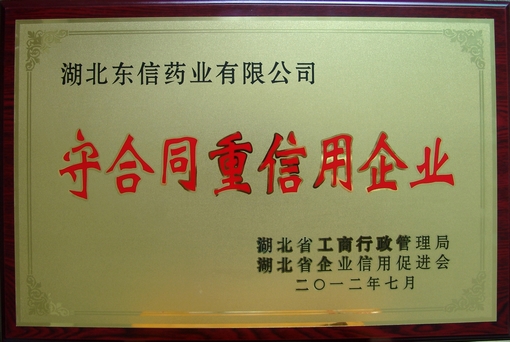 湖北东信药业有限公司
守合同重信用企业
湖北省工商行政管理局
湖北省企业信用促进会
二〇一二年七月